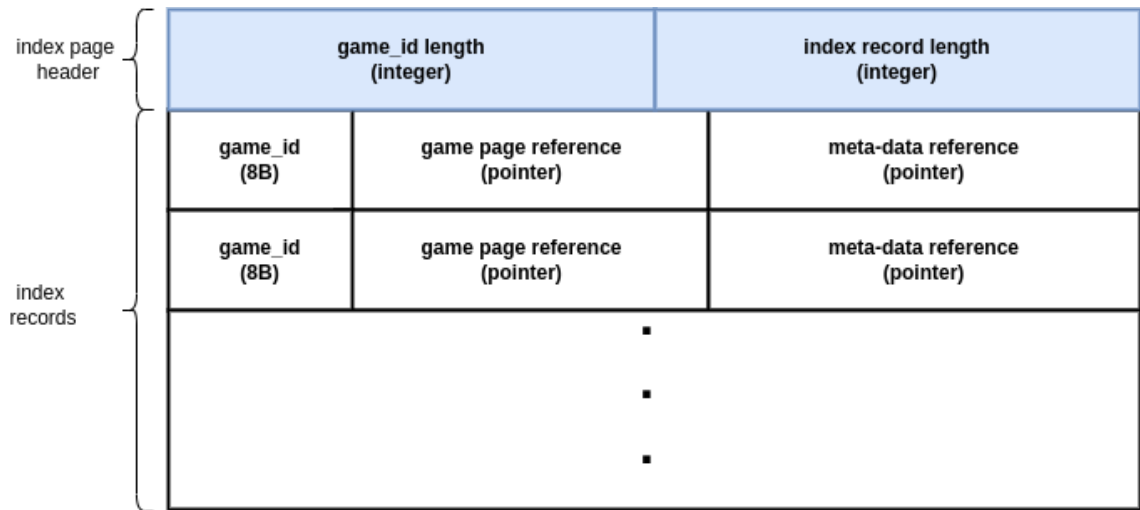 index page
header
game_id length
(integer)
index record length
(integer)
game_id
(8B)
game page reference
(pointer)
meta-data reference
(pointer)
game_id
(8B)
game page reference
(pointer)
meta-data reference
(pointer)
index
records